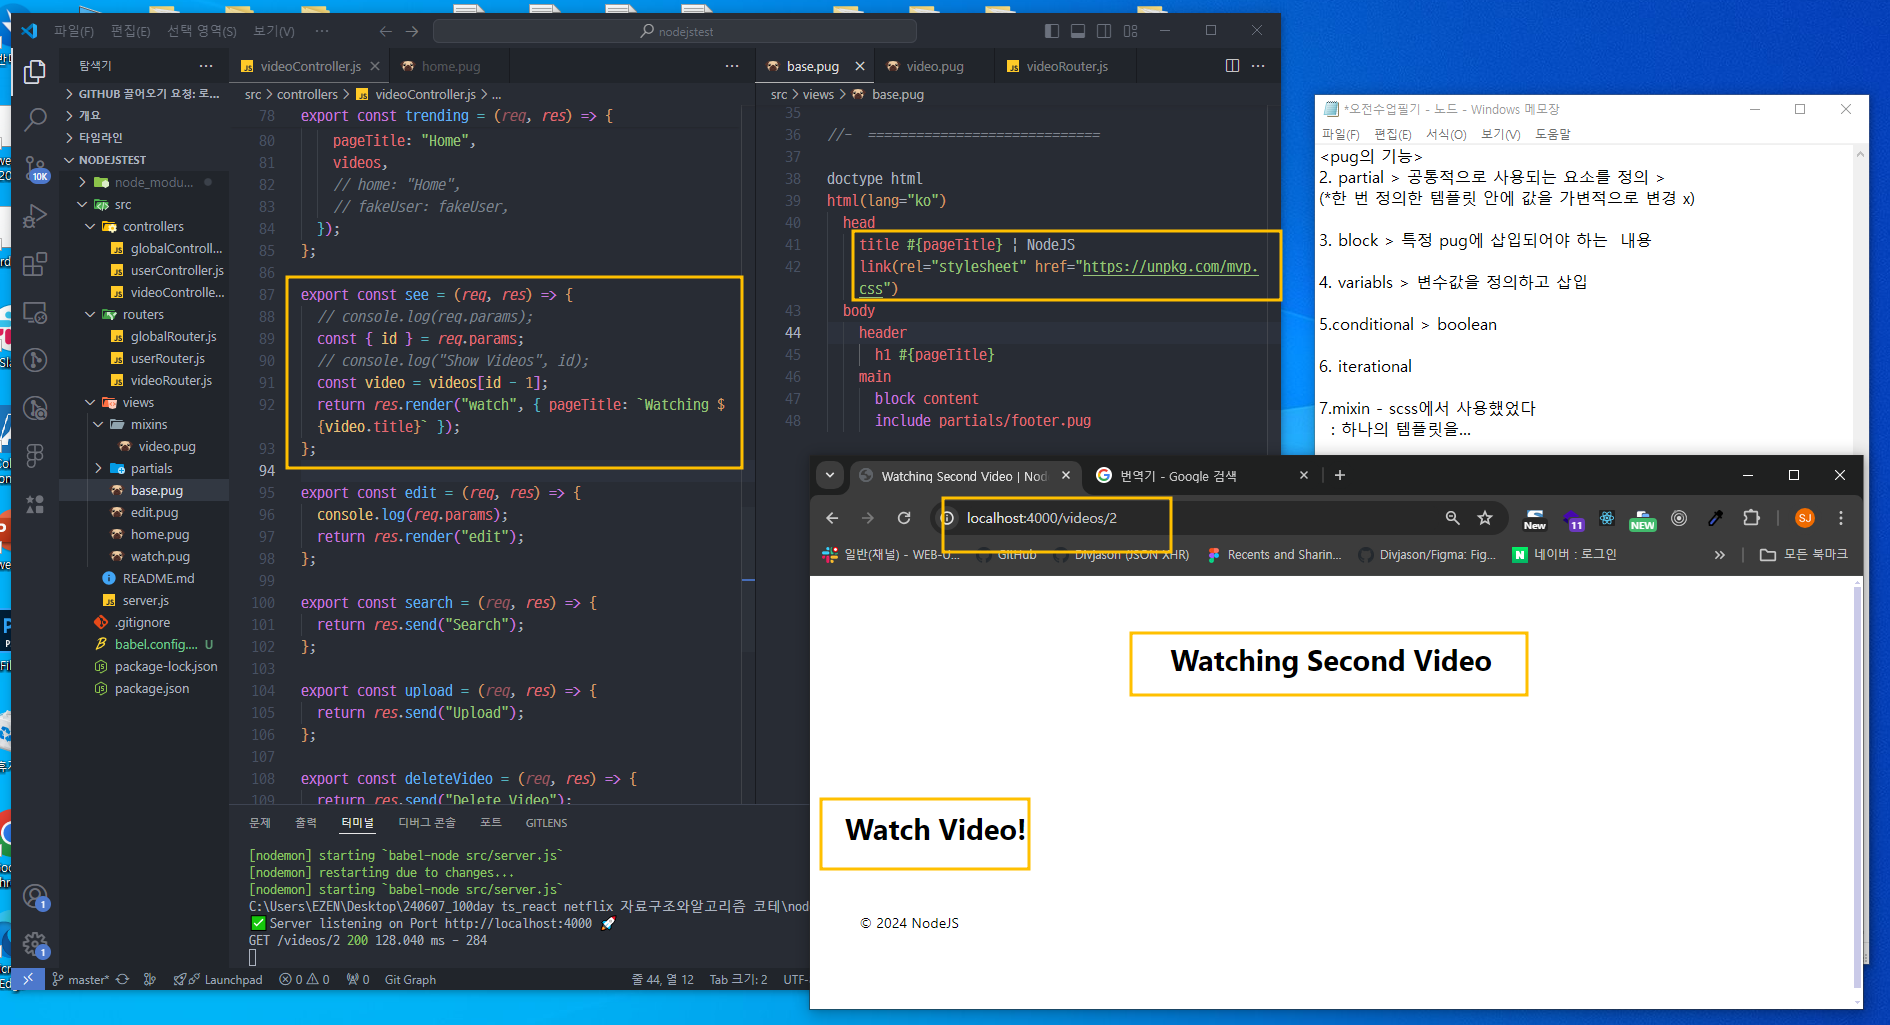 파일(F) 편집(E) 선택 영역(S) 보기(V) ··· nodejstest
탐색기 ···
GITHUB 끌어오기 요청: 로...
개요
타임라인
NODEJSTEST
node_modu...
src
controllers
globalControll...
userController.js
videoControlle...
routers
globalRouter.js
userRouter.js
videoRouter.js
views
mixins
video.pug
partials
base.pug
edit.pug
home.pug
watch.pug
README.md
server.js
.gitignore
babel.config.... U
package-lock.json
package.json
10K
1
1
videoController.js home.pug ···
src > controllers > videoController.js > ...
78 export const trending = (req, res) => {
80 pageTitle: "Home",
81 videos,
82 // home: "Home",
83 // fakeUser: fakeUser,
84 });
85 };
86
87 export const see = (req, res) => {
88 // console.log(req.params);
89 const { id } = req.params;
90 // console.log("Show Videos", id);
91 const video = videos[id - 1];
92 return res.render("watch", { pageTitle: `Watching $
{video.title}` });
93 };
94
95 export const edit = (req, res) => {
96 console.log(req.params);
97 return res.render("edit");
98 };
99
100 export const search = (req, res) => {
101 return res.send("Search");
102 };
103
104 export const upload = (req, res) => {
105 return res.send("Upload");
106 };
107
108 export const deleteVideo = (req, res) => {
109 return res.send("Delete Video");
base.pug video.pug videoRouter.js ···
src > views > base.pug
35
36 //- =============================
37
38 doctype html
39 html(lang="ko")
40 head
41 title #{pageTitle} ¦ NodeJS
42 link(rel="stylesheet" href="https://unpkg.com/mvp.
css")
43 body
44 header
45 h1 #{pageTitle}
46 main
47 block content
48 include partials/footer.pug
문제 출력 터미널 디버그 콘솔 포트 GITLENS
[nodemon] starting `babel-node src/server.js`
[nodemon] restarting due to changes...
[nodemon] starting `babel-node src/server.js`
C:\Users\EZEN\Desktop\240607_100day ts_react netflix 자료구조와알고리즘 코테\nod
✅Server listening on Port http://localhost:4000 🚀
GET /videos/2 200 128.040 ms - 284
master* Launchpad 0 0 0 Git Graph 줄 44, 열 12 Tab 크기: 2 UTF-
*오전수업필기 - 노드 - Windows 메모장
파일(F) 편집(E) 서식(O) 보기(V) 도움말
<pug의 기능>
2. partial > 공통적으로 사용되는 요소를 정의 >
(*한 번 정의한 템플릿 안에 값을 가변적으로 변경 x)
3. block > 특정 pug에 삽입되어야 하는 내용
4. variabls > 변수값을 정의하고 삽입
5.conditional > boolean
6. iterational
7.mixin - scss에서 사용했었다
: 하나의 템플릿을...
Watching Second Video | Nod 번역기 - Google 검색
localhost:4000/videos/2 New 11 NEW SJ
일반(채널) - WEB-U... GitHub Divjason (JSON XHR) Recents and Sharin... Divjason/Figma: Fig... 네이버 : 로그인 » 모든 북마크
Watching Second Video
Watch Video!
© 2024 NodeJS